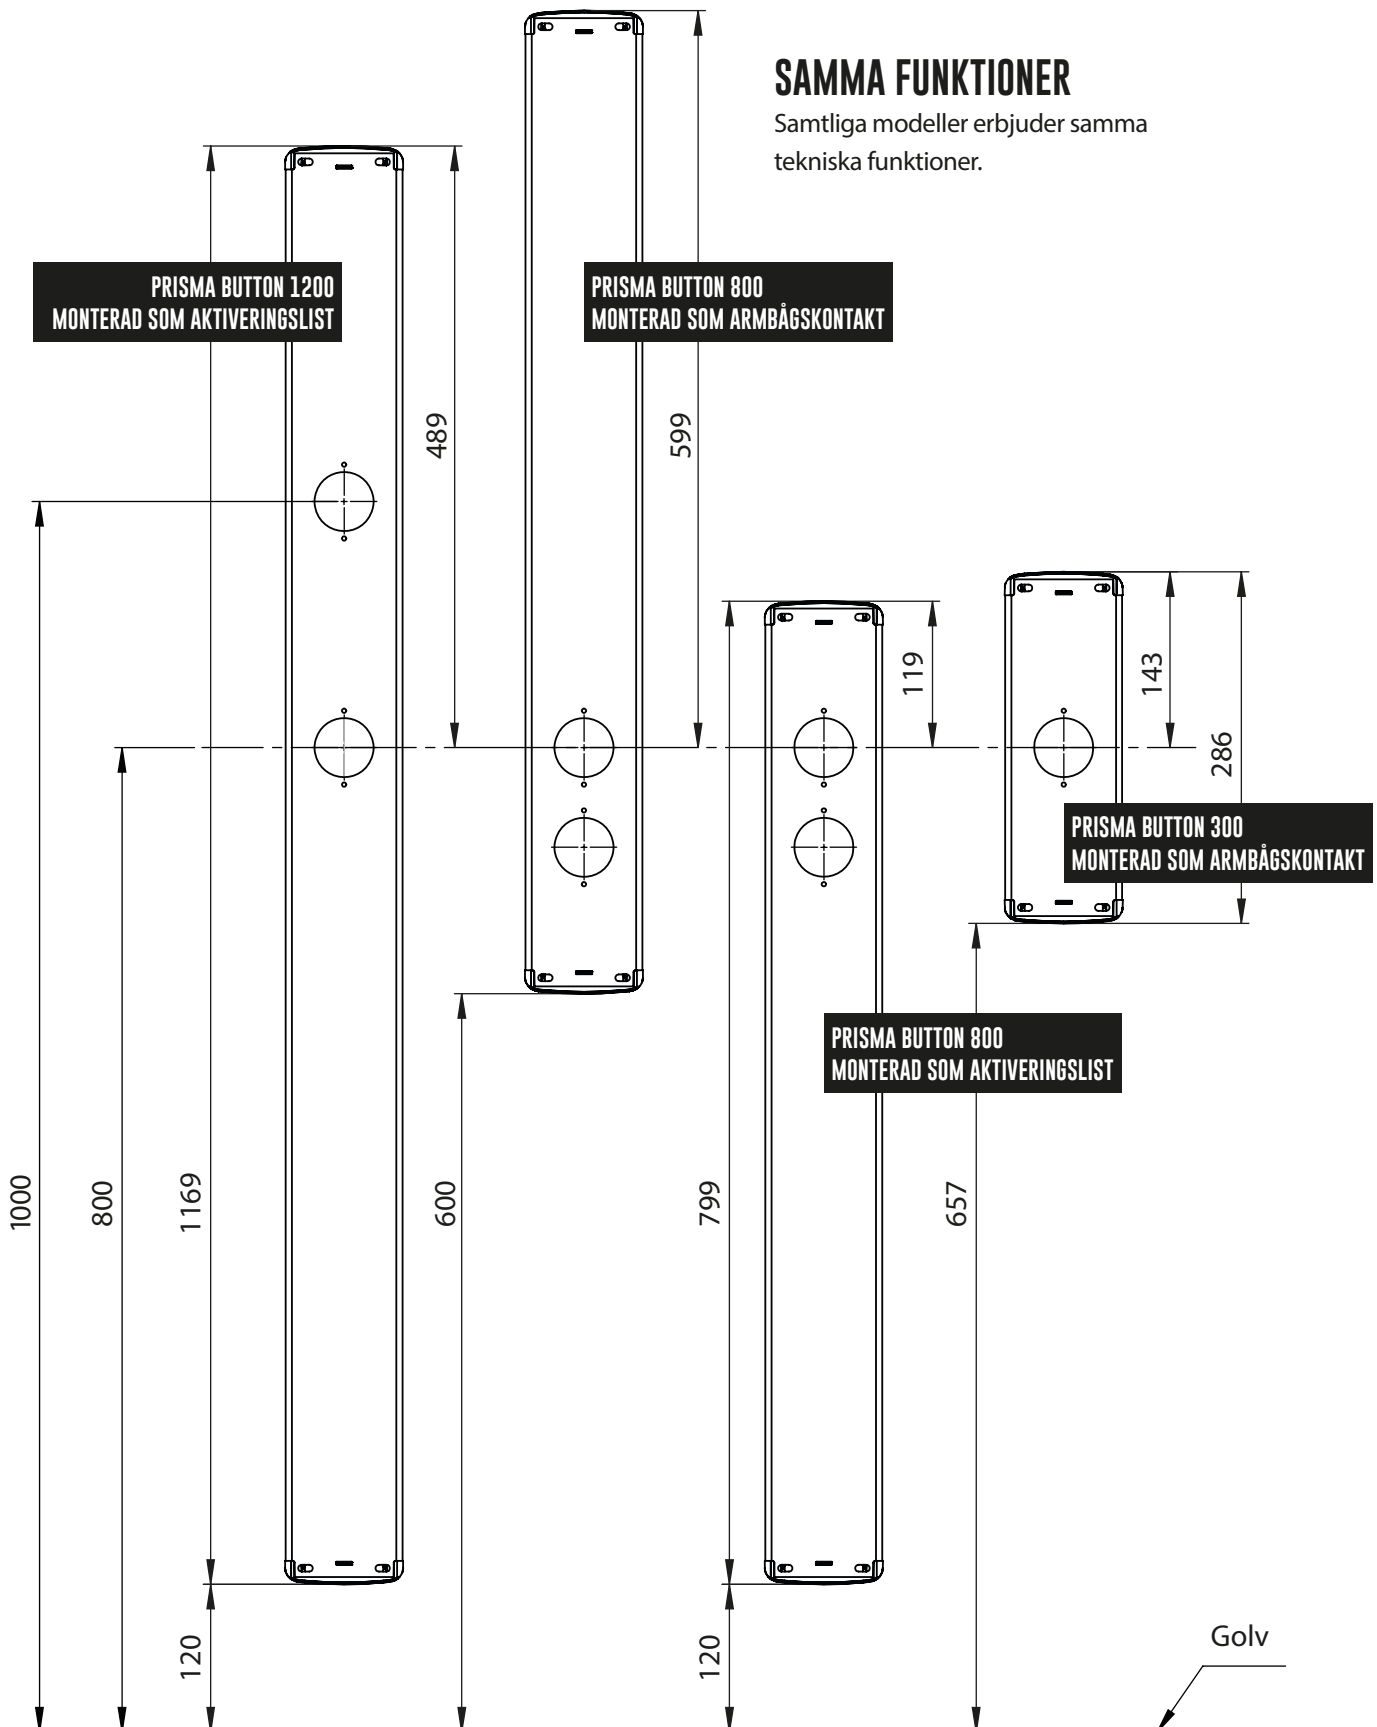 SAMMA FUNKTIONER
Samtliga modeller erbjuder samma
tekniska funktioner.
PRISMA BUTTON 1200
MONTERAD SOM AKTIVERINGSLIST
PRISMA BUTTON 800
MONTERAD SOM ARMBÅGSKONTAKT
489
599
119
143
286
PRISMA BUTTON 300
MONTERAD SOM ARMBÅGSKONTAKT
PRISMA BUTTON 800
MONTERAD SOM AKTIVERINGSLIST
1000
800
1169
600
799
657
120
120
Golv